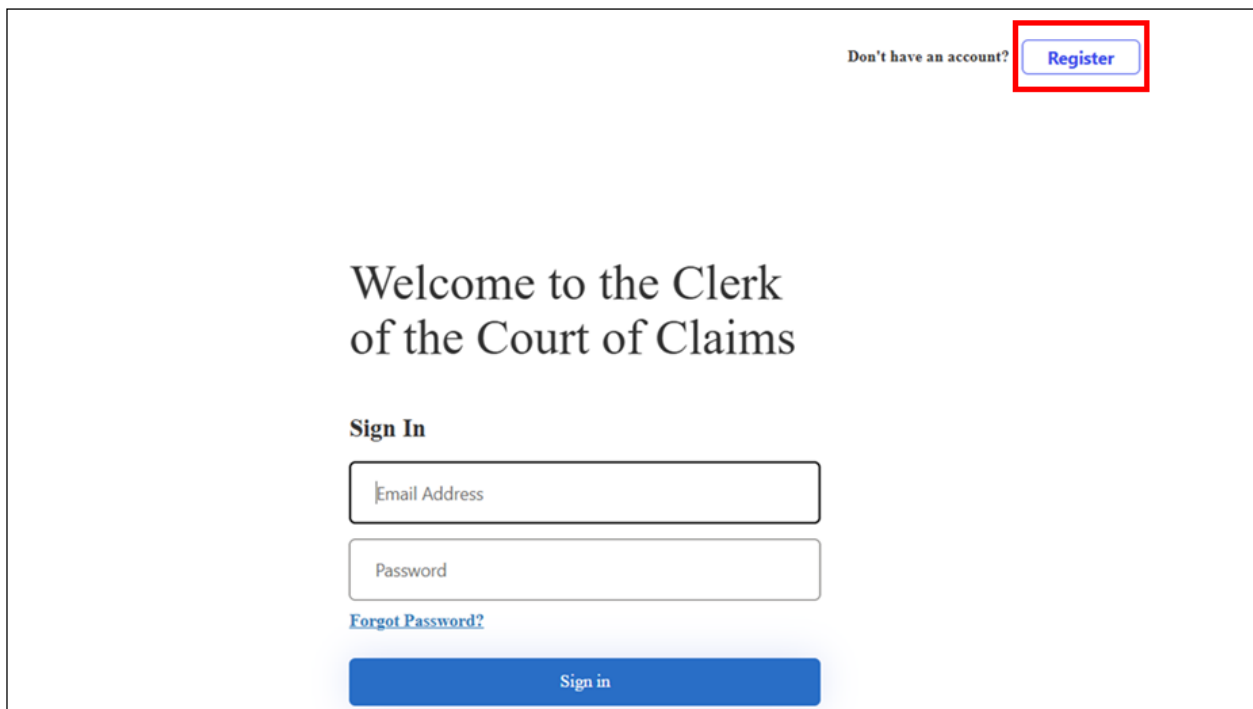 Don't have an account? Register
Welcome to the Clerk
of the Court of Claims
Sign In
Email Address
Password
Forgot Password?
Sign in